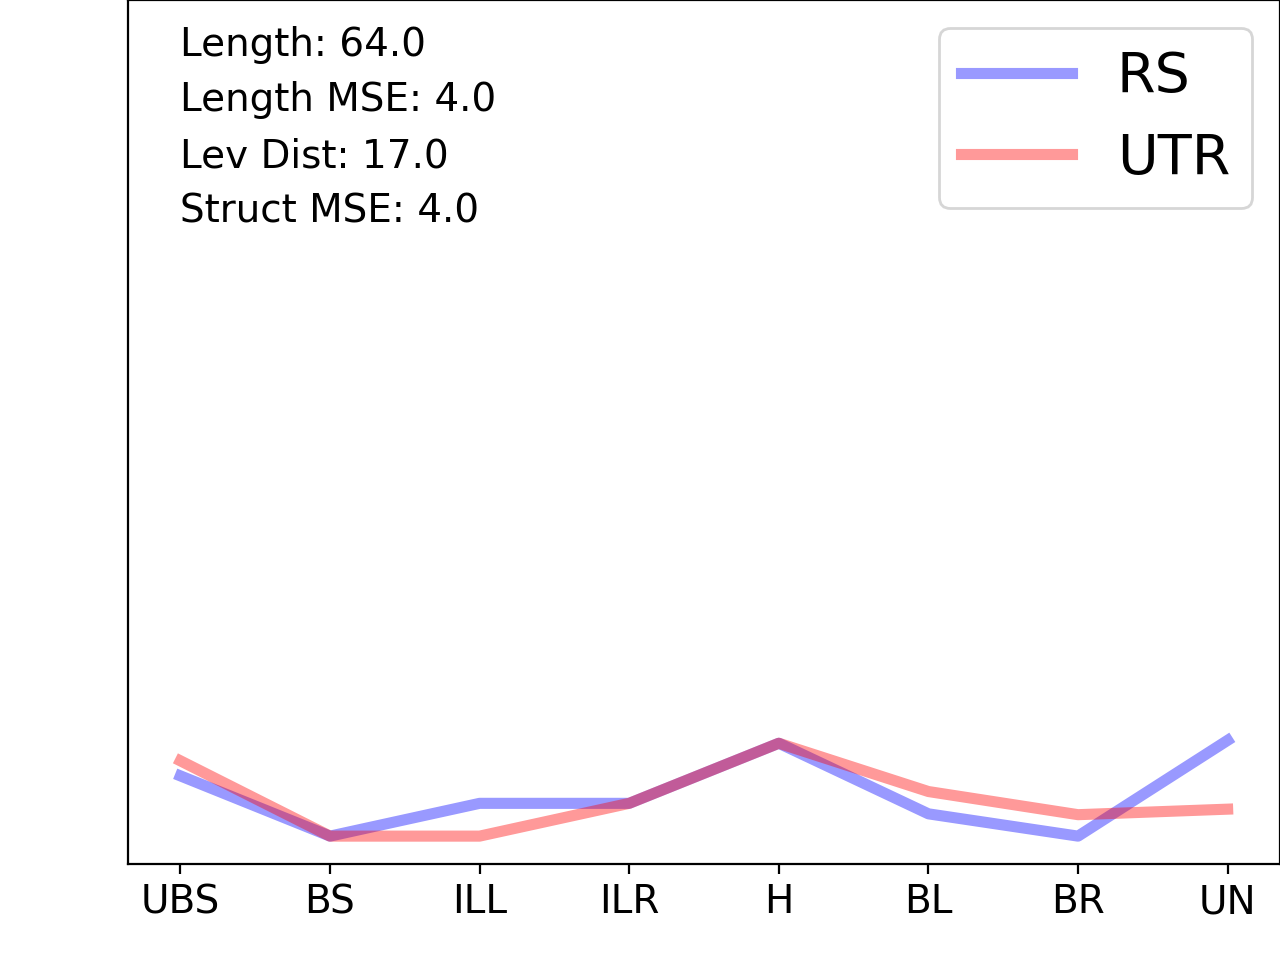 Length: 64.0
Length MSE: 4.0
Lev Dist: 17.0
Struct MSE: 4.0
RS
UTR
UBS BS ILL ILR H BL BR UN